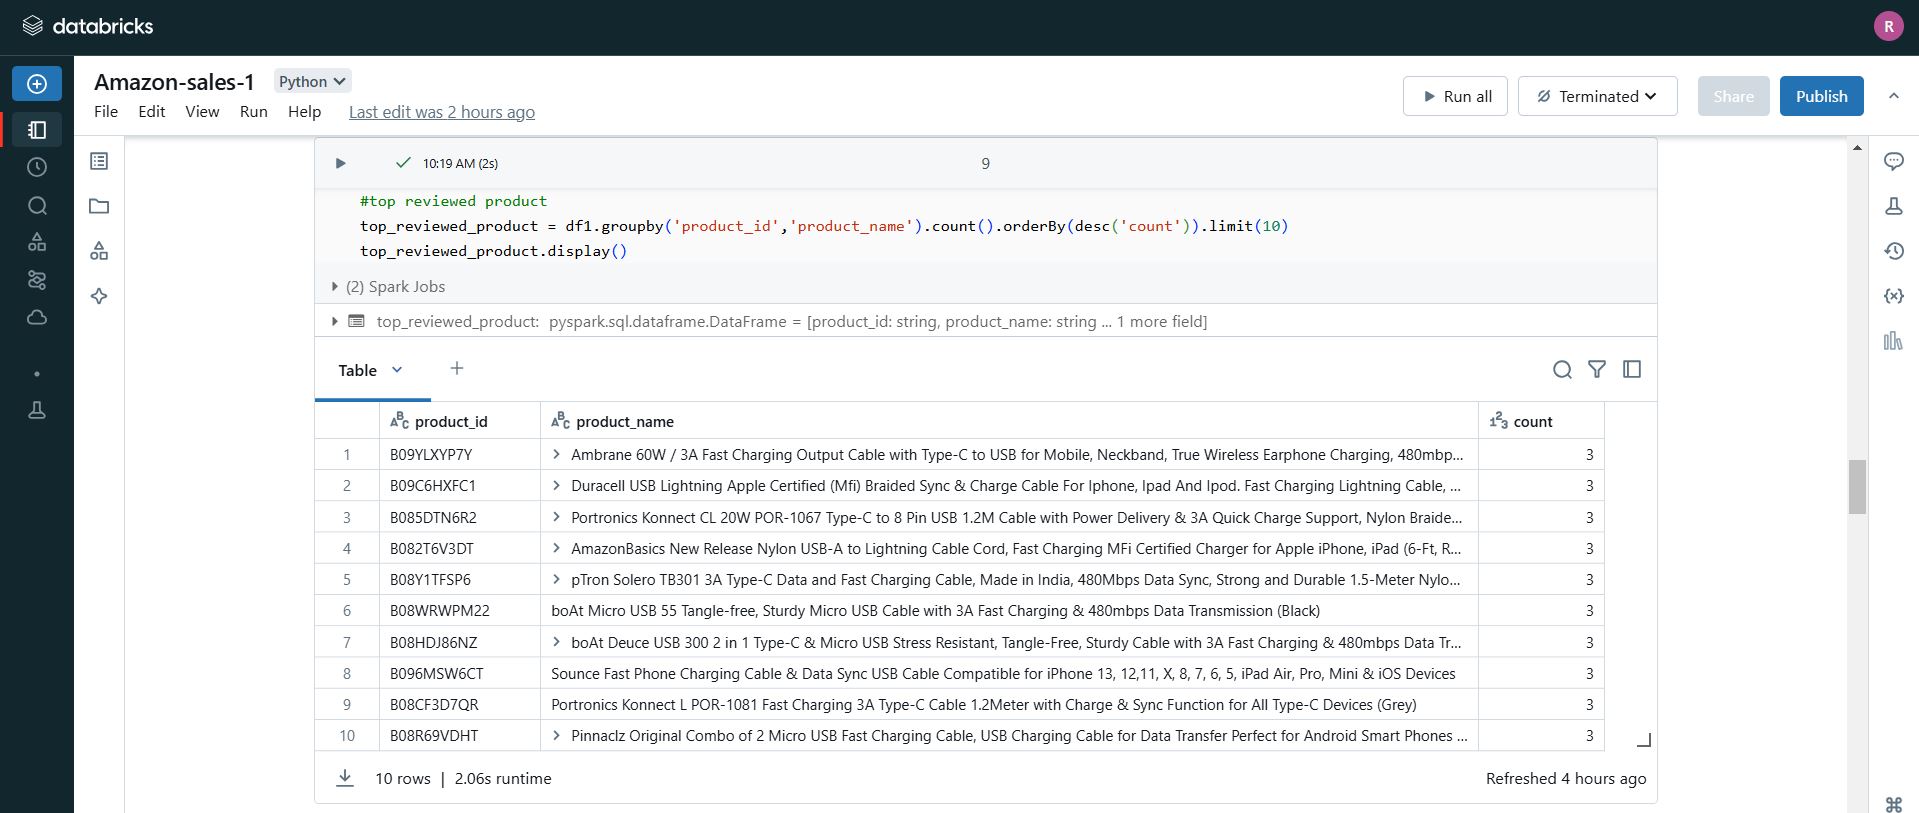 databricks
R
Amazon-sales-1 Python
File Edit View Run Help Last edit was 2 hours ago
Run all Terminated Share Publish
10:19 AM (2s) 9
#top reviewed product
top_reviewed_product = df1.groupby('product_id','product_name').count().orderBy(desc('count')).limit(10)
top_reviewed_product.display()
(2) Spark Jobs
top_reviewed_product: pyspark.sql.dataframe.DataFrame = [product_id: string, product_name: string ... 1 more field]
Table +
product_id product_name count
1 B09YLXYP7Y Ambrane 60W / 3A Fast Charging Output Cable with Type-C to USB for Mobile, Neckband, True Wireless Earphone Charging, 480mbp... 3
2 B09C6HXFC1 Duracell USB Lightning Apple Certified (Mfi) Braided Sync & Charge Cable For Iphone, Ipad And Ipod. Fast Charging Lightning Cable, ... 3
3 B085DTN6R2 Portronics Konnect CL 20W POR-1067 Type-C to 8 Pin USB 1.2M Cable with Power Delivery & 3A Quick Charge Support, Nylon Braide... 3
4 B082T6V3DT AmazonBasics New Release Nylon USB-A to Lightning Cable Cord, Fast Charging MFi Certified Charger for Apple iPhone, iPad (6-Ft, R... 3
5 B08Y1TFSP6 pTron Solero TB301 3A Type-C Data and Fast Charging Cable, Made in India, 480Mbps Data Sync, Strong and Durable 1.5-Meter Nylo... 3
6 B08WRWPM22 boAt Micro USB 55 Tangle-free, Sturdy Micro USB Cable with 3A Fast Charging & 480mbps Data Transmission (Black) 3
7 B08HDJ86NZ boAt Deuce USB 300 2 in 1 Type-C & Micro USB Stress Resistant, Tangle-Free, Sturdy Cable with 3A Fast Charging & 480mbps Data Tr... 3
8 B096MSW6CT Sounce Fast Phone Charging Cable & Data Sync USB Cable Compatible for iPhone 13, 12,11, X, 8, 7, 6, 5, iPad Air, Pro, Mini & iOS Devices 3
9 B08CF3D7QR Portronics Konnect L POR-1081 Fast Charging 3A Type-C Cable 1.2Meter with Charge & Sync Function for All Type-C Devices (Grey) 3
10 B08R69VDHT Pinnaclz Original Combo of 2 Micro USB Fast Charging Cable, USB Charging Cable for Data Transfer Perfect for Android Smart Phones ... 3
10 rows | 2.06s runtime Refreshed 4 hours ago